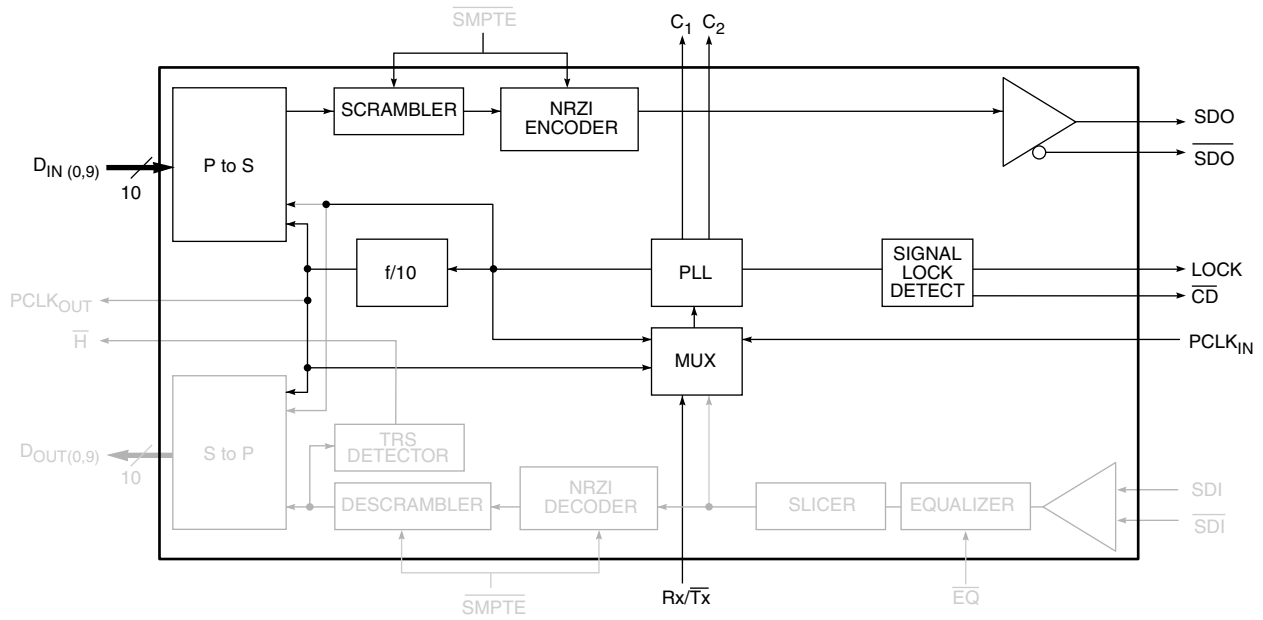 SMPTE
C1 C2
SCRAMBLER
NRZI
ENCODER
SDO
SDO
P to S
DIN (0,9)
10
f/10
PLL
SIGNAL
LOCK
DETECT
LOCK
CD
PCLKOUT
H
MUX
PCLKIN
TRS
DETECTOR
S to P
DOUT(0,9)
10
DESCRAMBLER
NRZI
DECODER
SLICER
EQUALIZER
SDI
SDI
SMPTE
Rx/Tx
EQ